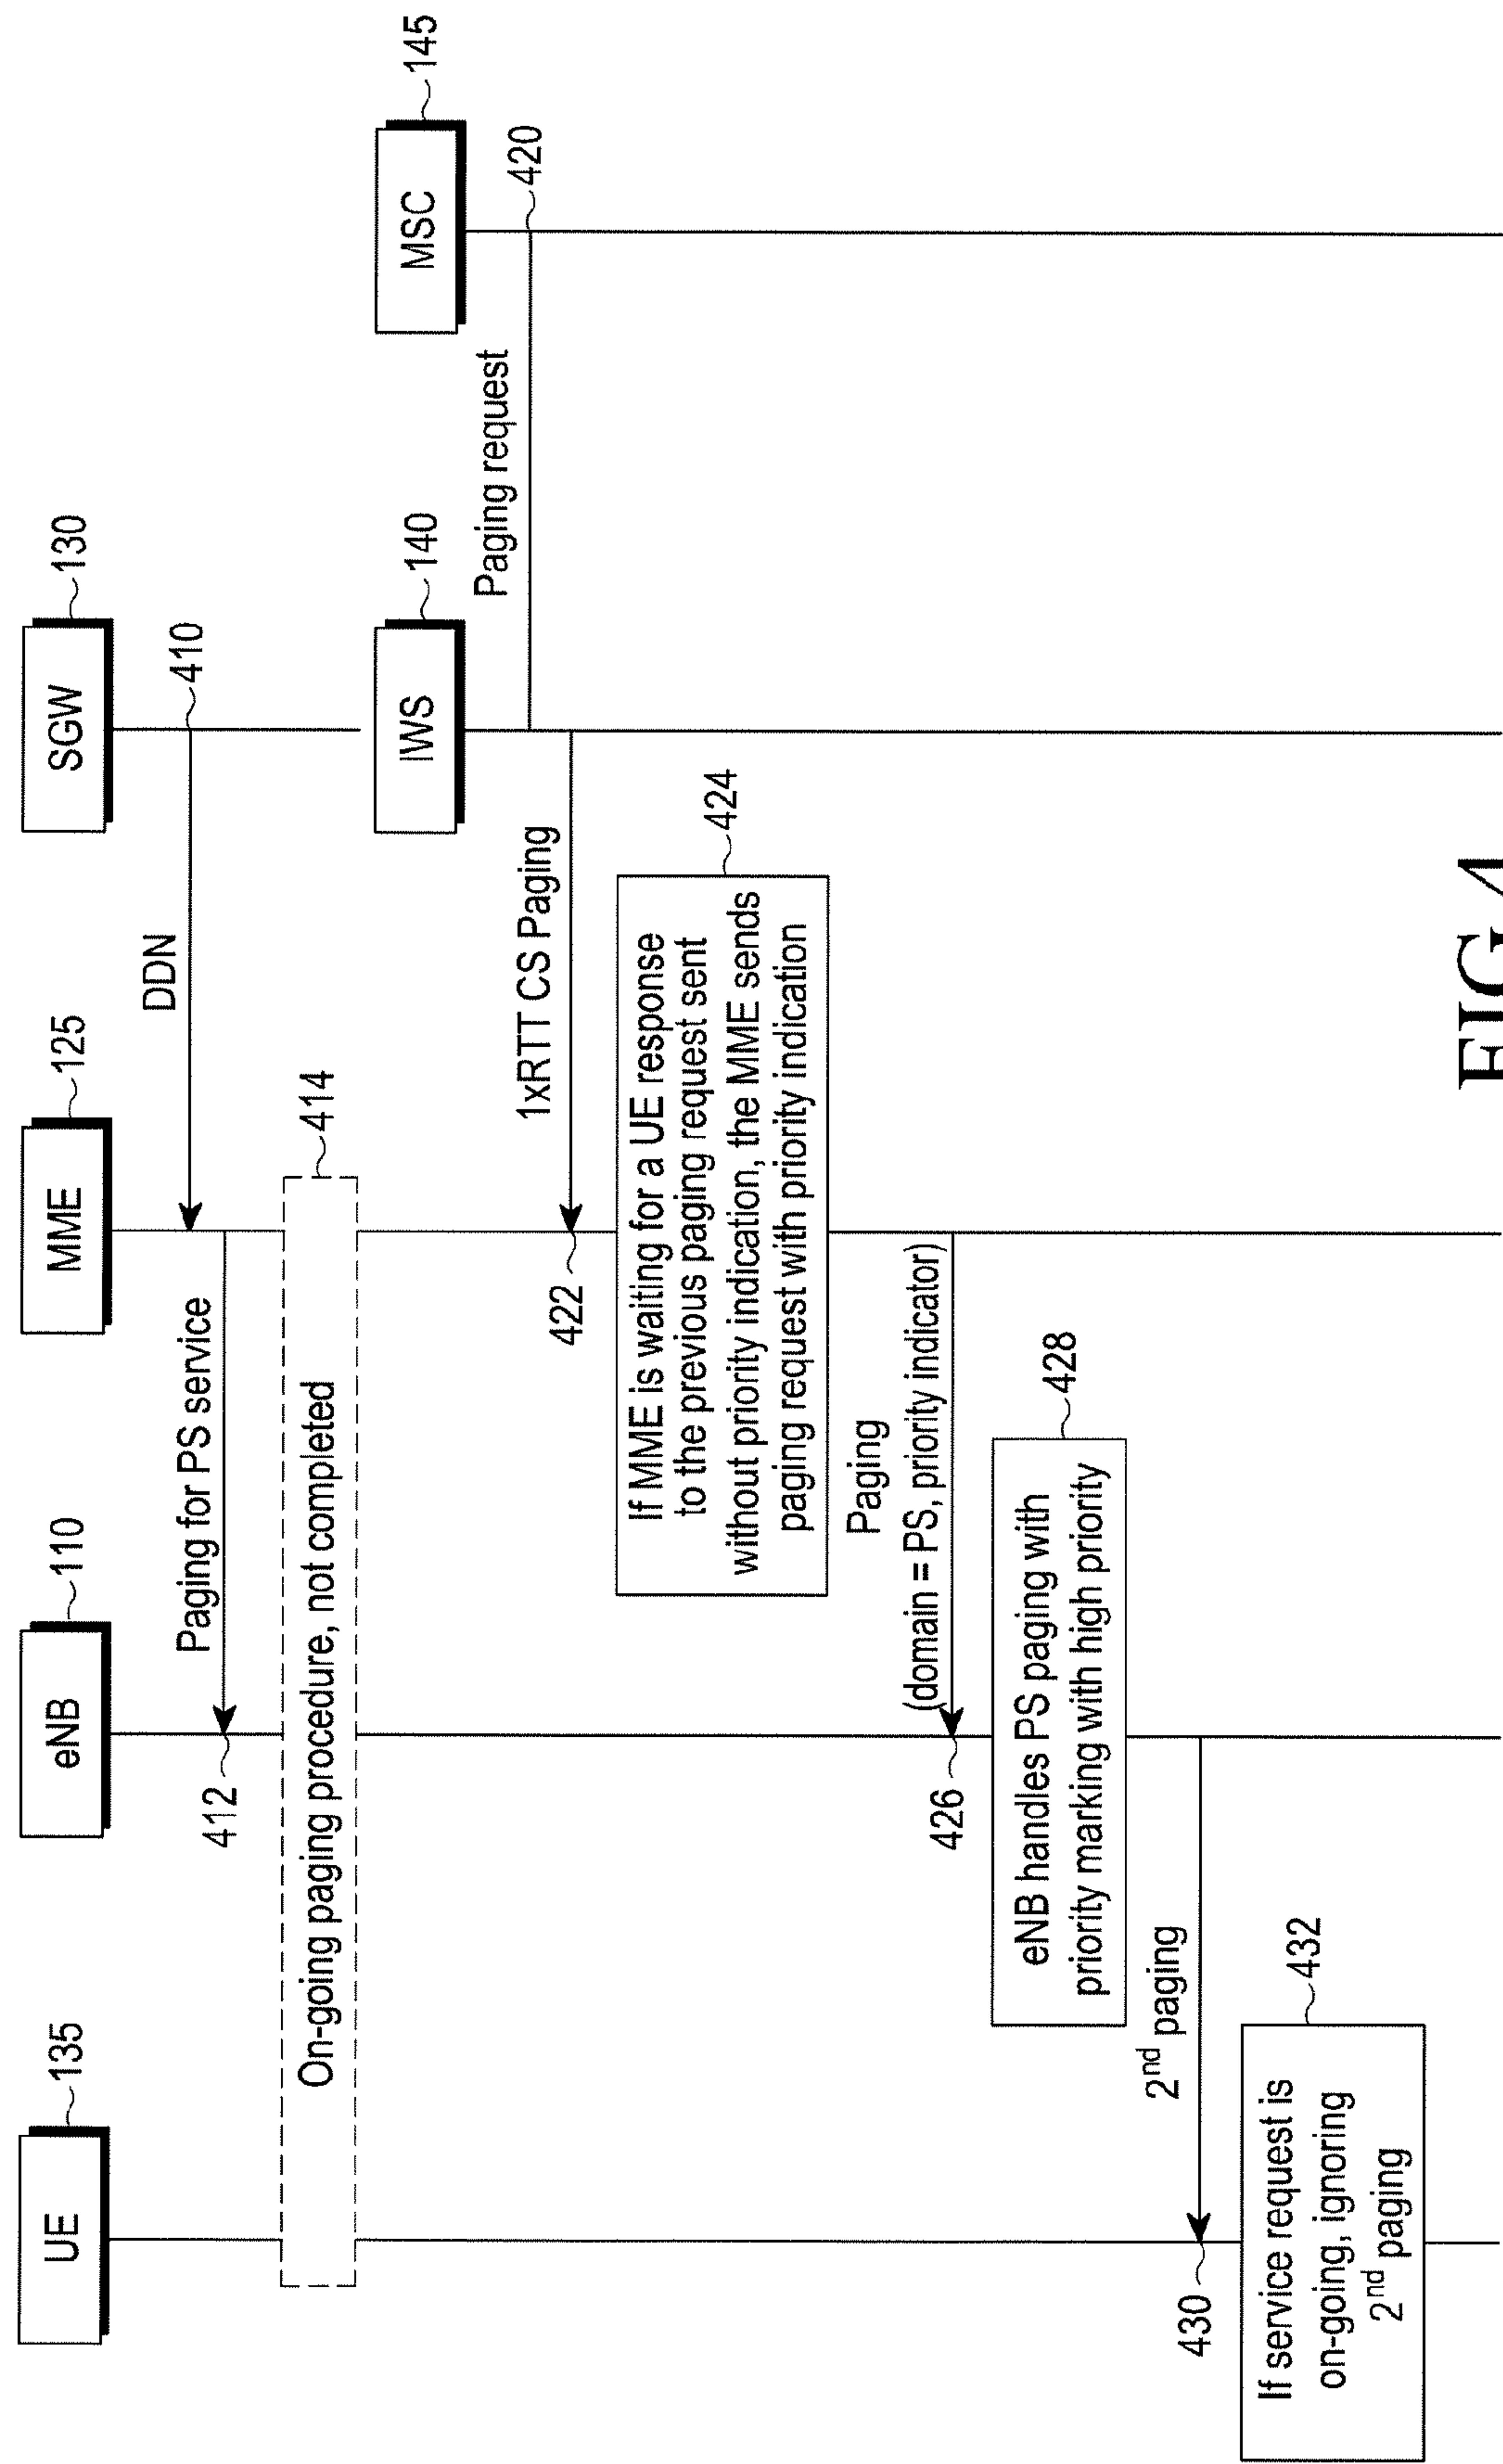 UE
135
eNB
110
MME
125
SGW
130
DDN
410
Paging for PS service
412
On-going paging procedure, not completed
414
IWS
140
MSC
145
Paging request
420
1xRTT CS Paging
422
If MME is waiting for a UE response
to the previous paging request sent
without priority indication, the MME sends
paging request with priority indication
424
Paging
(domain = PS, priority indicator)
426
eNB handles PS paging with
priority marking with high priority
428
2nd paging
430
If service request is
on-going, ignoring
2nd paging
432
FIG.4